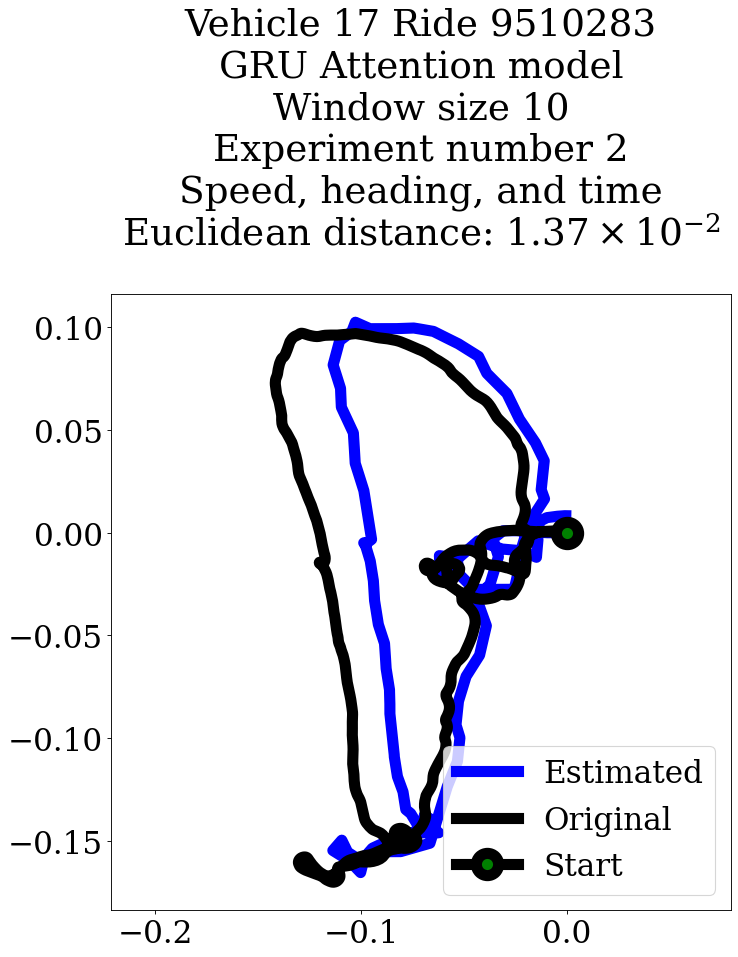 Vehicle 17 Ride 9510283
GRU Attention model
Window size 10
Experiment number 2
Speed, heading, and time
Euclidean distance: 1.37 × 10⁻²
0.10
0.05
0.00
−0.05
−0.10
−0.15
Estimated
Original
Start
−0.2
−0.1
0.0